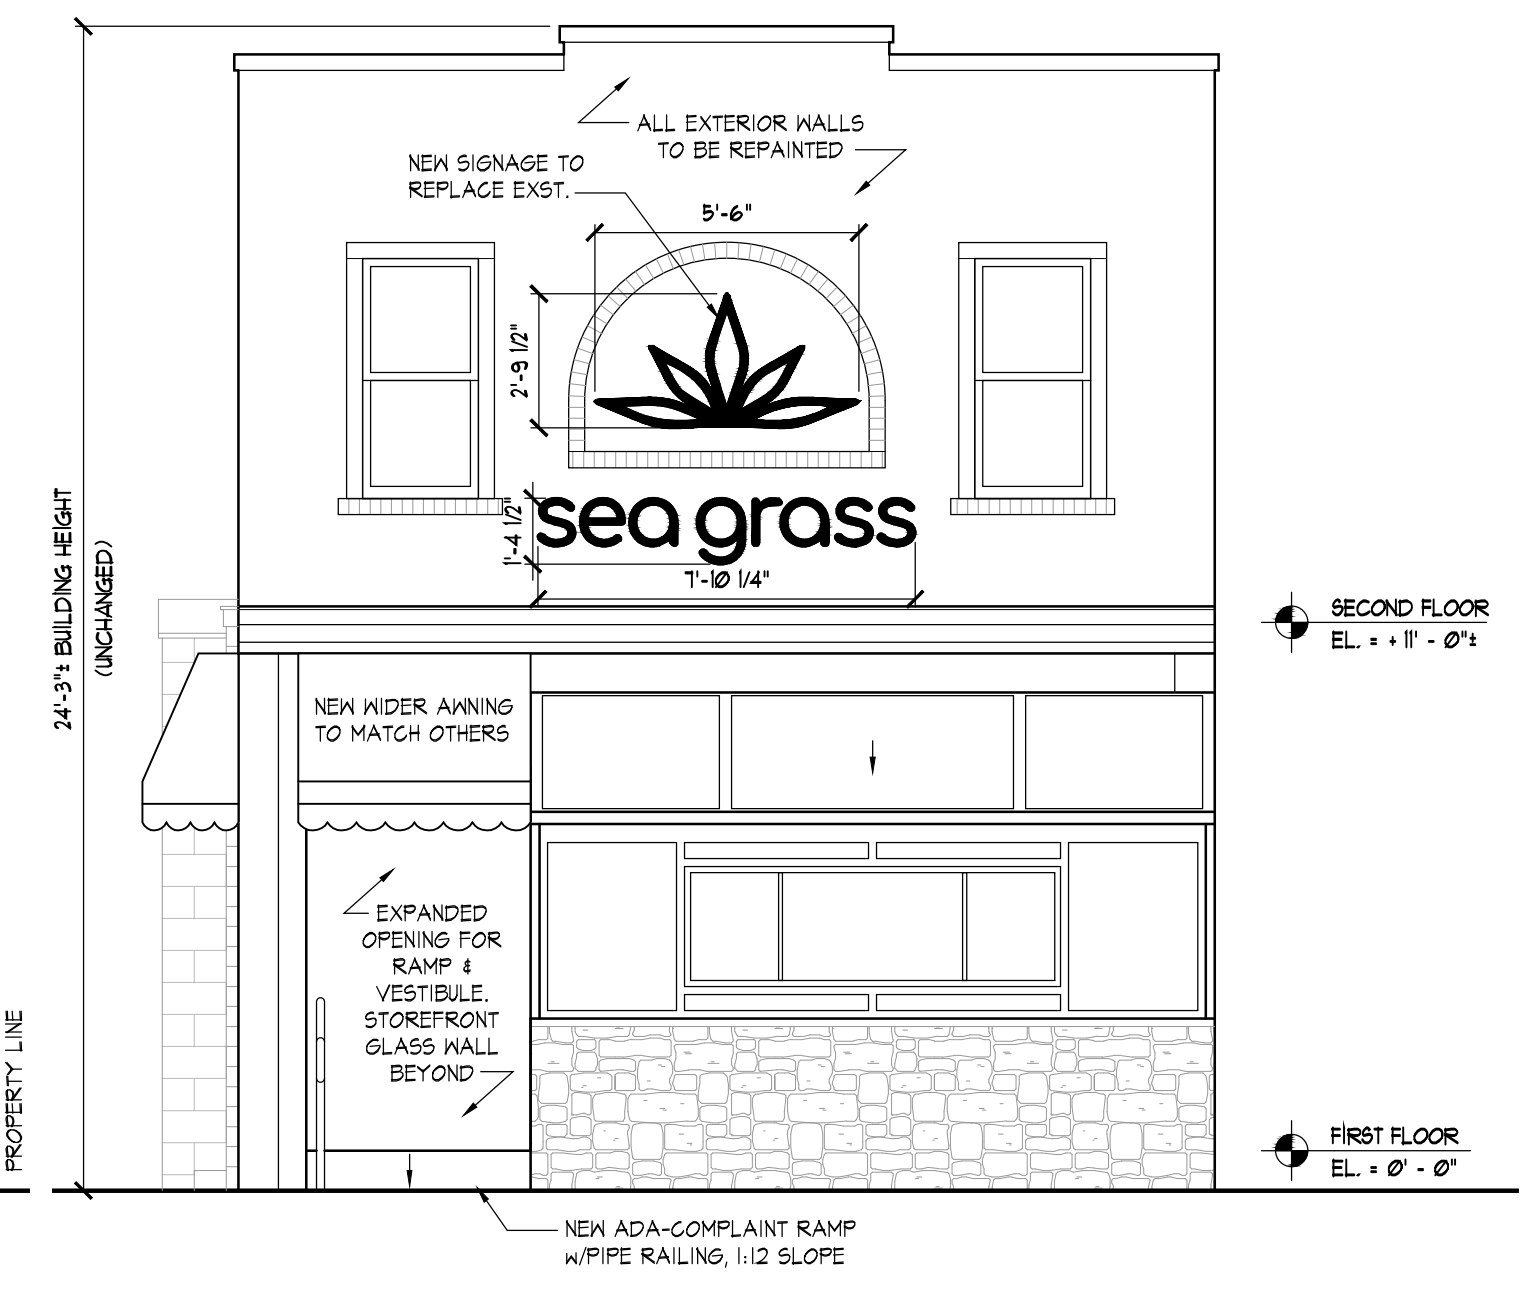 ALL EXTERIOR WALLS
TO BE REPAINTED
NEW SIGNAGE TO
REPLACE EXST.
5'-6"
2'-9 1/2"
sea grass
1'-4 1/2"
7'-10 1/4"
24'-3"± BUILDING HEIGHT
(UNCHANGED)
SECOND FLOOR
EL. = +11' - 0"±
NEW WIDER AWNING
TO MATCH OTHERS
EXPANDED
OPENING FOR
RAMP &
VESTIBULE.
STOREFRONT
GLASS WALL
BEYOND
PROPERTY LINE
FIRST FLOOR
EL. = 0' - 0"
NEW ADA-COMPLAINT RAMP
W/PIPE RAILING, 1:12 SLOPE